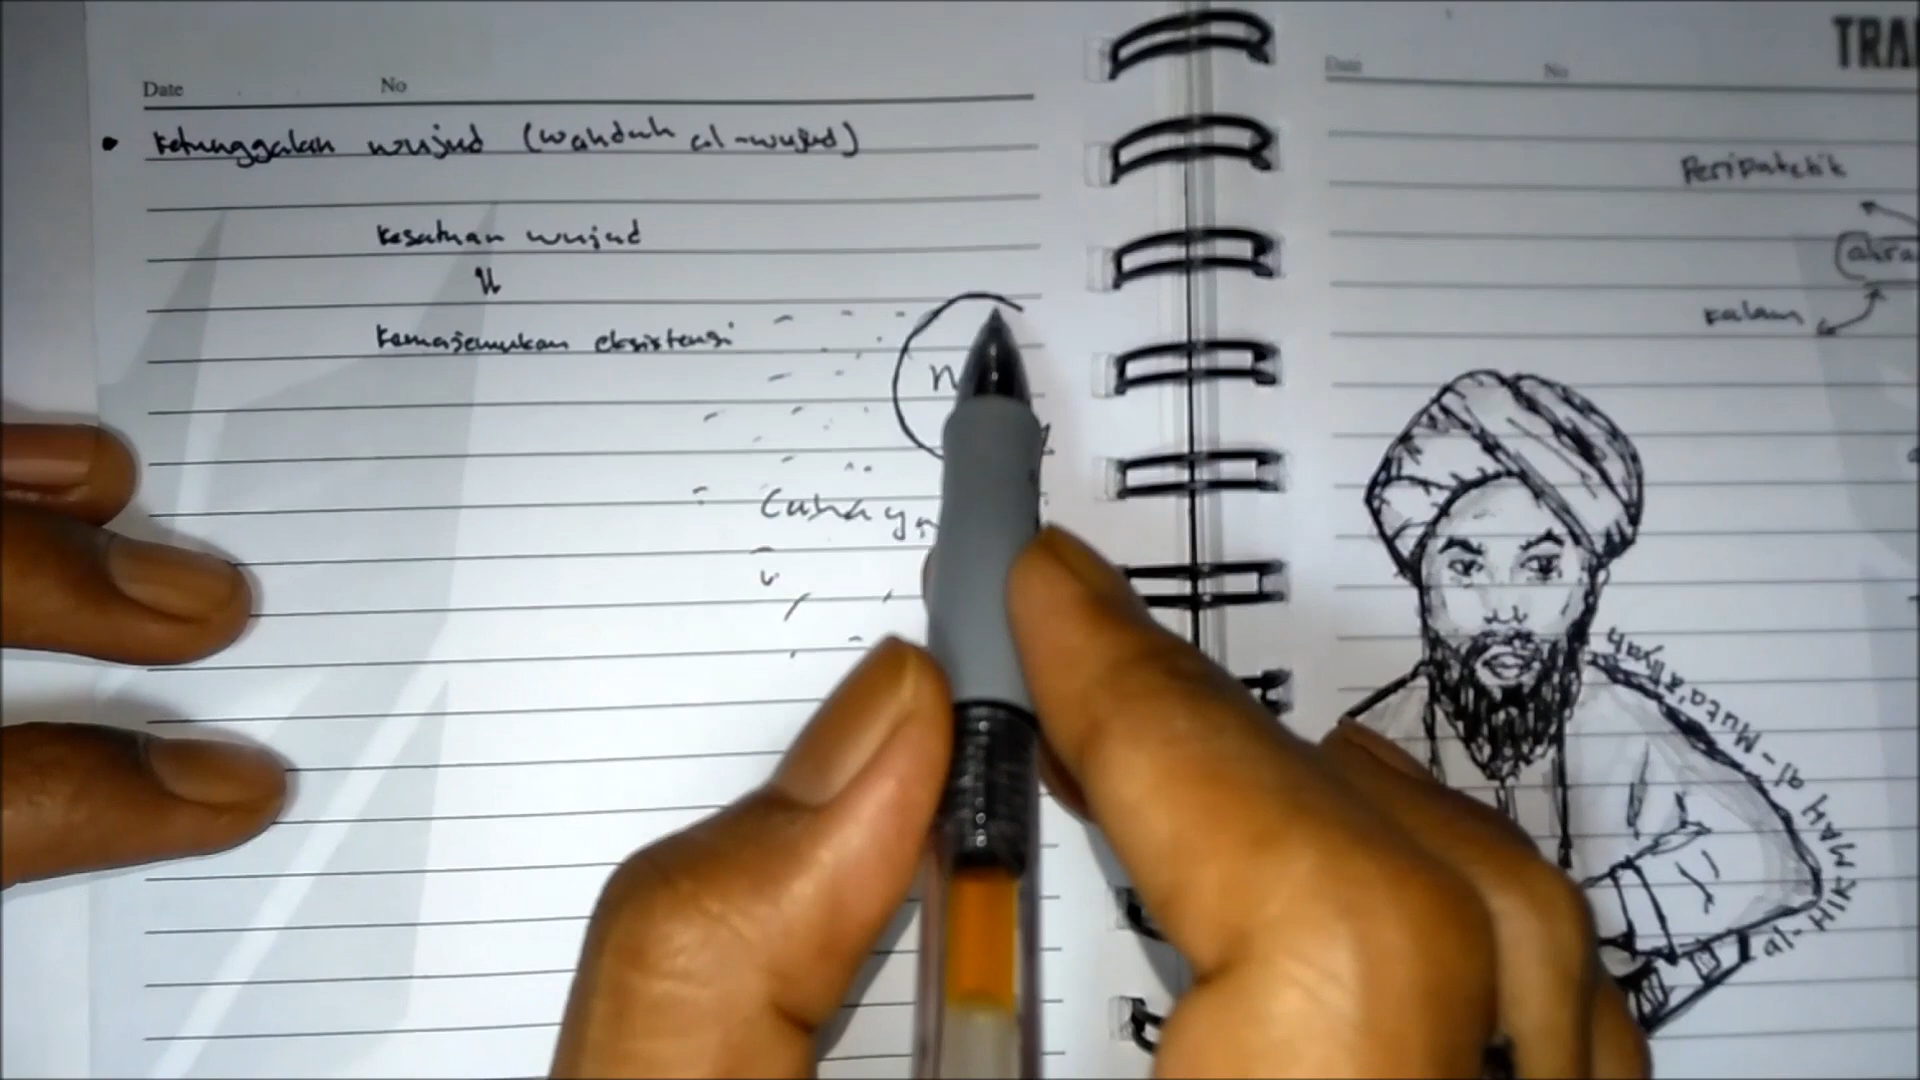 Date No
• Ketunggalan wujud (wahdah al-wujud)
Kesatuan wujud
Kemajemukan eksistensi
Cahaya
Date No
TRA
Peripatetik
Kalam
al-HIKMAH al-Muta'aliyah